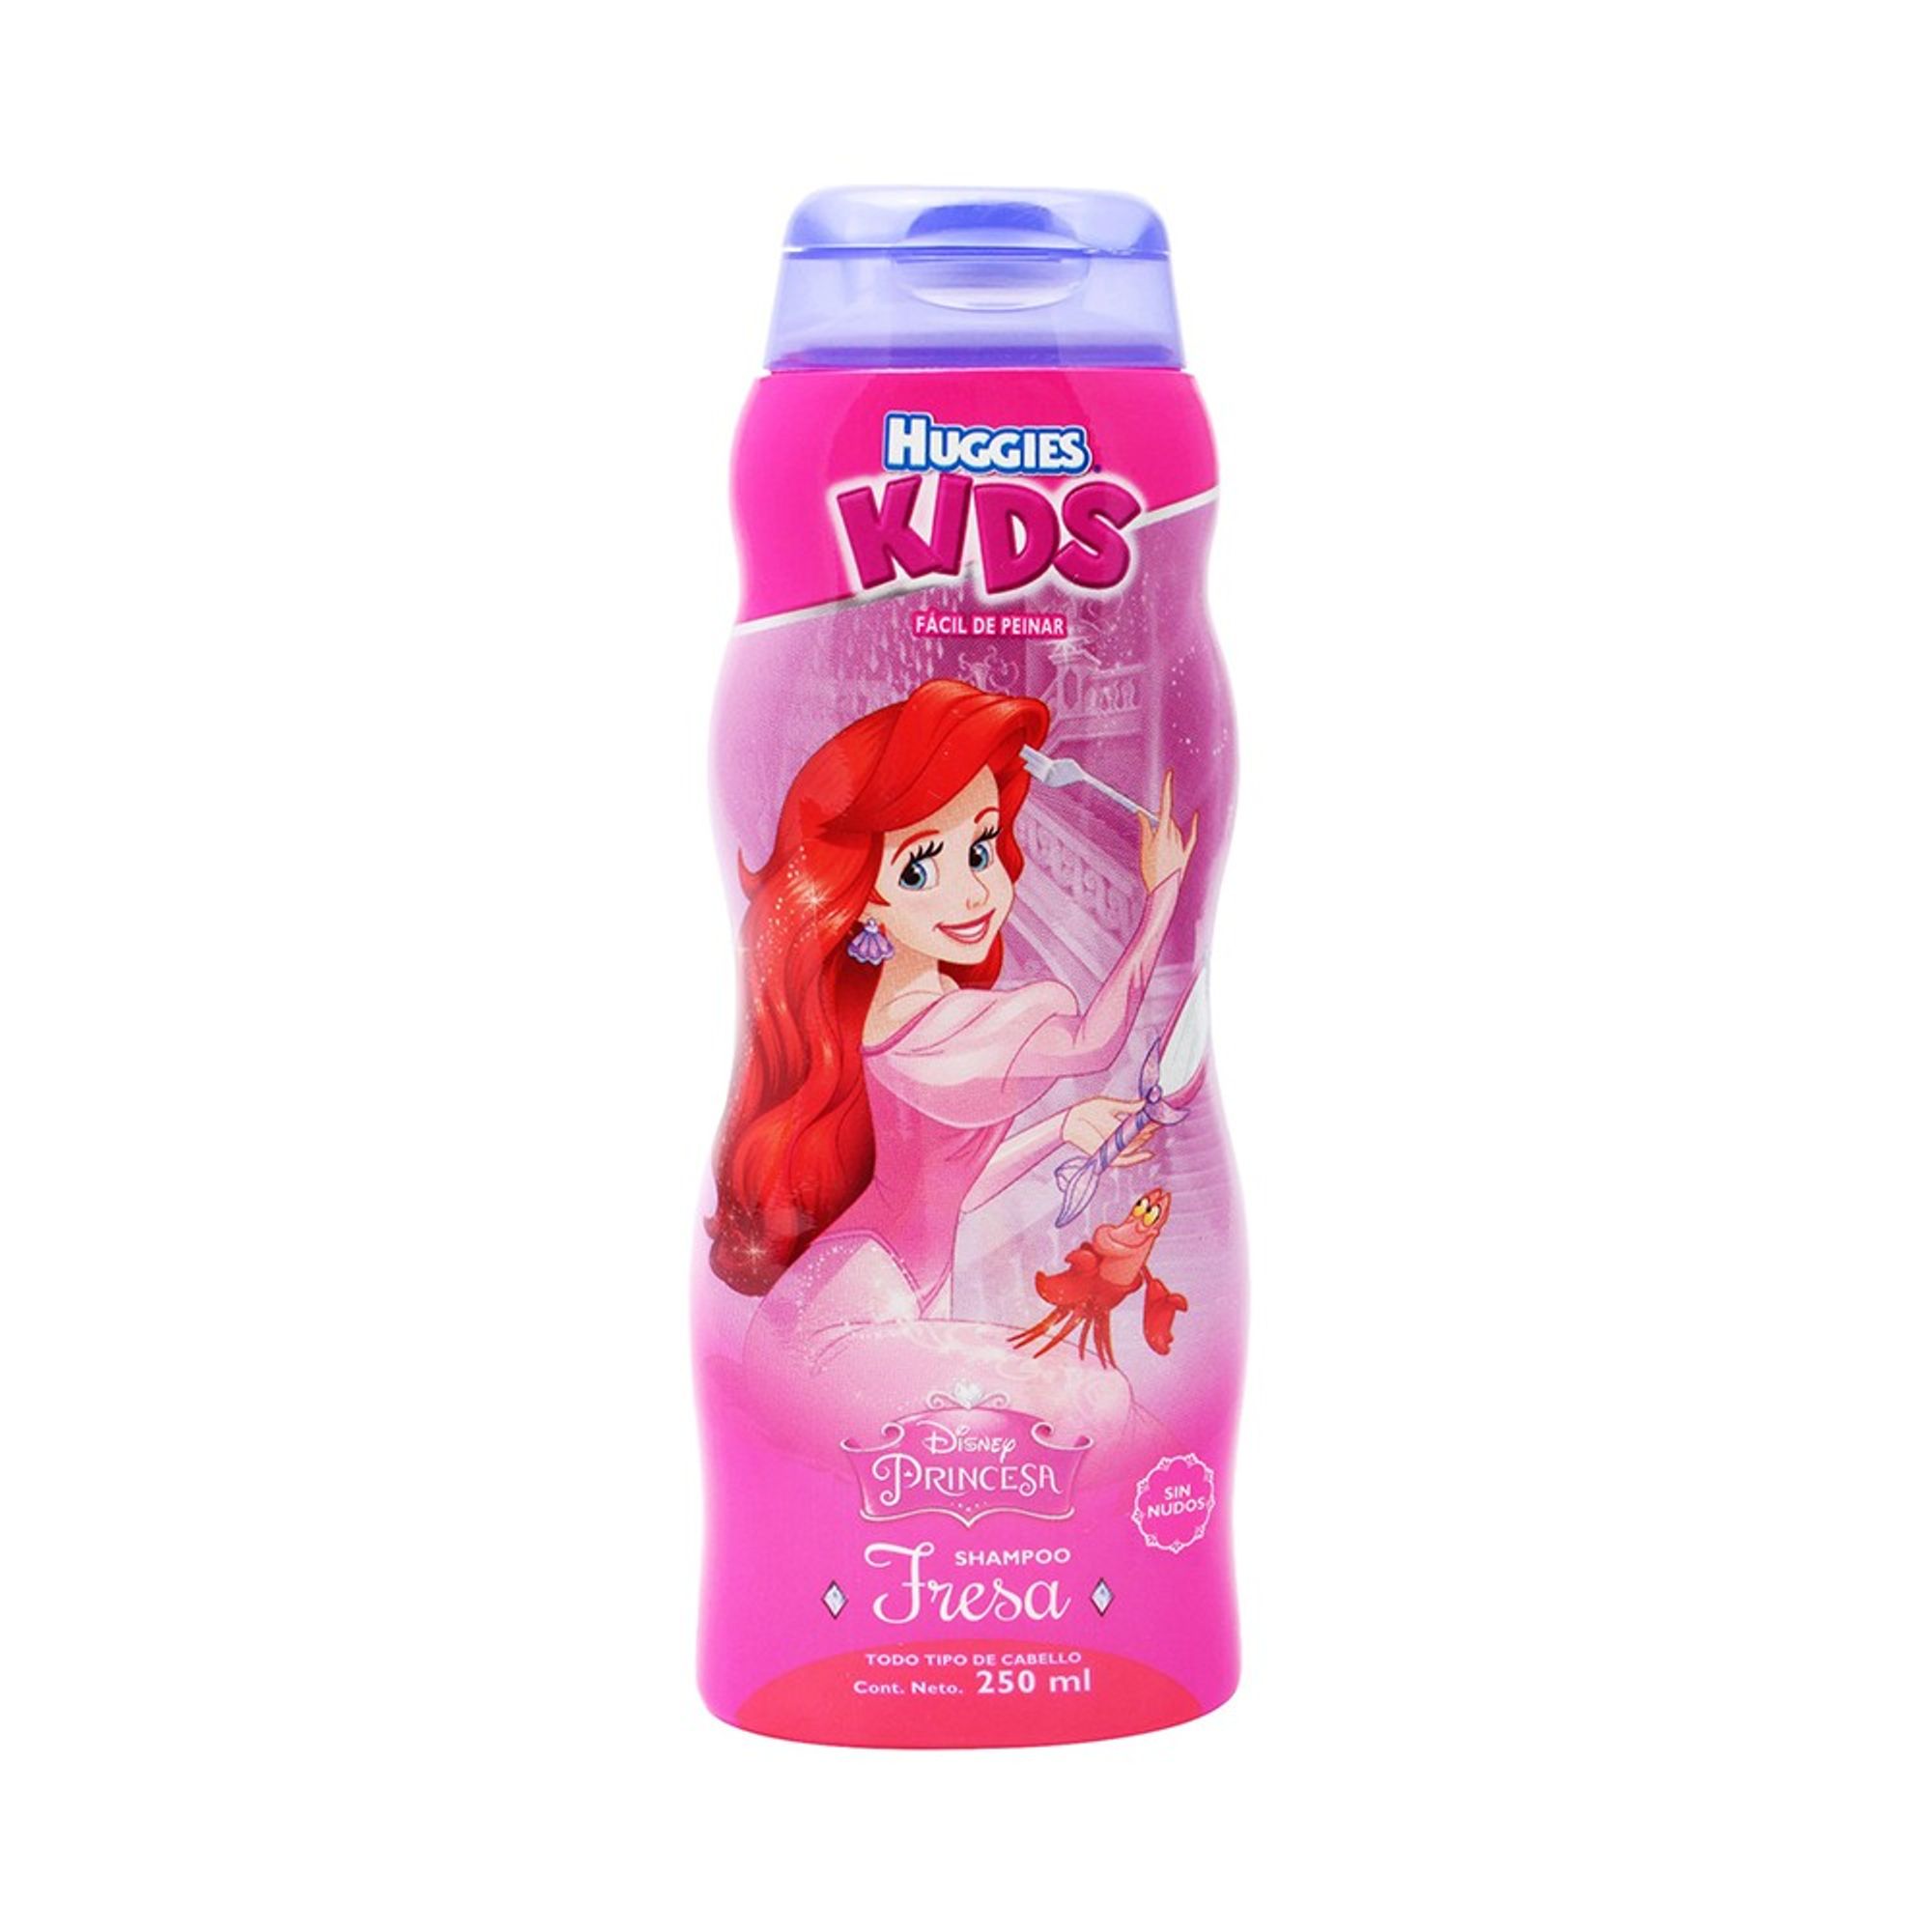 HUGGIES
KIDS
FÁCIL DE PEINAR
DISNEY
PRINCESA
SIN
NUDOS
SHAMPOO
Fresa
TODO TIPO DE CABELLO
Cont. Neto. 250 ml